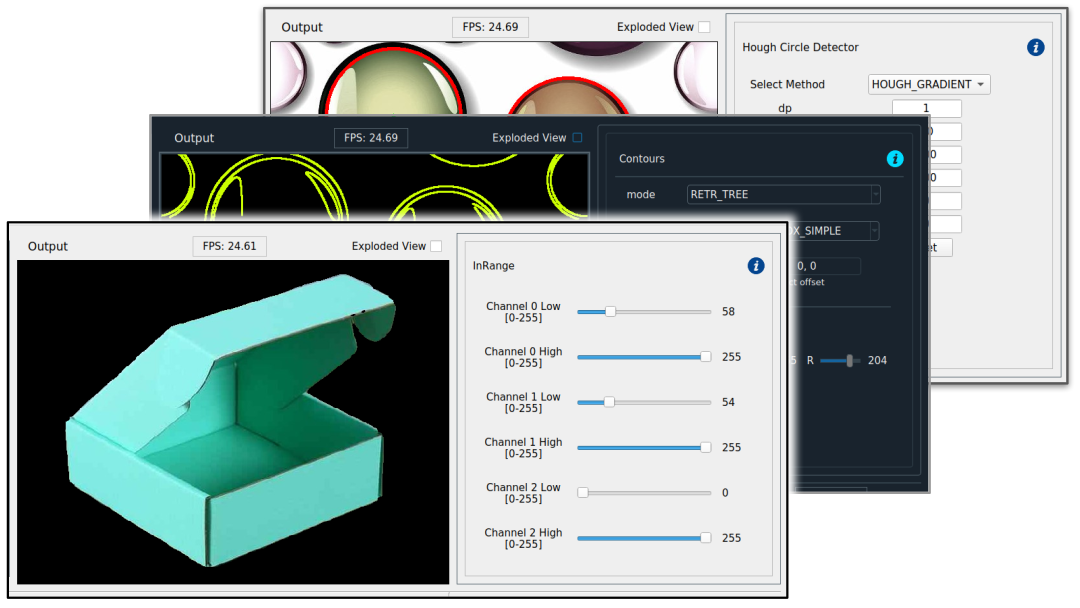 Output
FPS: 24.69
Exploded View
Hough Circle Detector
i
Select Method
HOUGH_GRADIENT
dp
1
Output
FPS: 24.69
Exploded View
Contours
i
mode
RETR_TREE
X_SIMPLE
0, 0
offset
R
204
Output
FPS: 24.61
Exploded View
InRange
i
Channel 0 Low
[0-255]
58
Channel 0 High
[0-255]
255
Channel 1 Low
[0-255]
54
Channel 1 High
[0-255]
255
Channel 2 Low
[0-255]
0
Channel 2 High
[0-255]
255